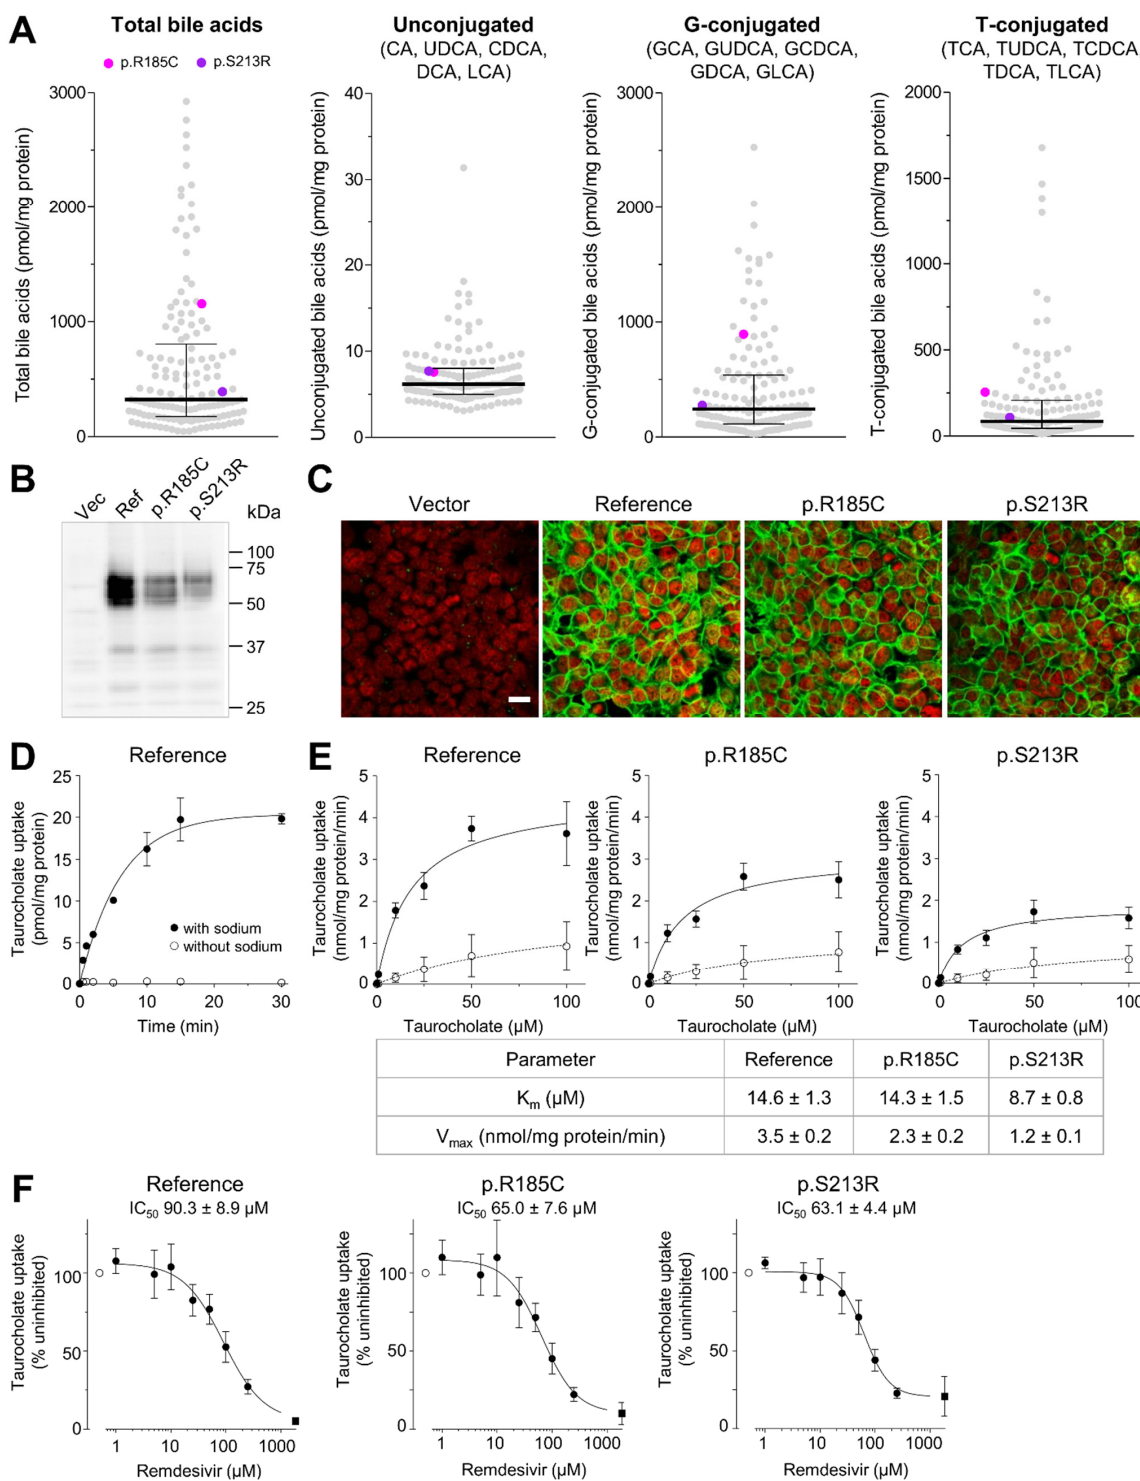 A
Total bile acids
p.R185C
p.S213R
Total bile acids (pmol/mg protein)
3000
2000
1000
0
Unconjugated
(CA, UDCA, CDCA,
DCA, LCA)
Unconjugated bile acids (pmol/mg protein)
40
30
20
10
0
G-conjugated
(GCA, GUDCA, GCDCA,
GDCA, GLCA)
G-conjugated bile acids (pmol/mg protein)
3000
2000
1000
0
T-conjugated
(TCA, TUDCA, TCDCA
TDCA, TLCA)
T-conjugated bile acids (pmol/mg protein)
2000
1500
1000
500
0
B
Vec
Ref
p.R185C
p.S213R
kDa
100
75
50
37
25
C
Vector
Reference
p.R185C
p.S213R
D
Reference
Taurocholate uptake
(pmol/mg protein)
25
20
15
10
5
0
with sodium
without sodium
0 10 20 30
Time (min)
E
Reference
Taurocholate uptake
(nmol/mg protein/min)
5
4
3
2
1
0
0 50 100
Taurocholate (µM)
p.R185C
Taurocholate uptake
(nmol/mg protein/min)
5
4
3
2
1
0
0 50 100
Taurocholate (µM)
p.S213R
Taurocholate uptake
(nmol/mg protein/min)
5
4
3
2
1
0
0 50 100
Taurocholate (µM)
Parameter Reference p.R185C p.S213R
Km (µM) 14.6 ± 1.3 14.3 ± 1.5 8.7 ± 0.8
Vmax (nmol/mg protein/min) 3.5 ± 0.2 2.3 ± 0.2 1.2 ± 0.1
F
Reference
IC50 90.3 ± 8.9 µM
Taurocholate uptake
(% uninhibited)
100
50
0
1 10 100 1000
Remdesivir (µM)
p.R185C
IC50 65.0 ± 7.6 µM
Taurocholate uptake
(% uninhibited)
100
50
0
1 10 100 1000
Remdesivir (µM)
p.S213R
IC50 63.1 ± 4.4 µM
Taurocholate uptake
(% uninhibited)
100
50
0
1 10 100 1000
Remdesivir (µM)